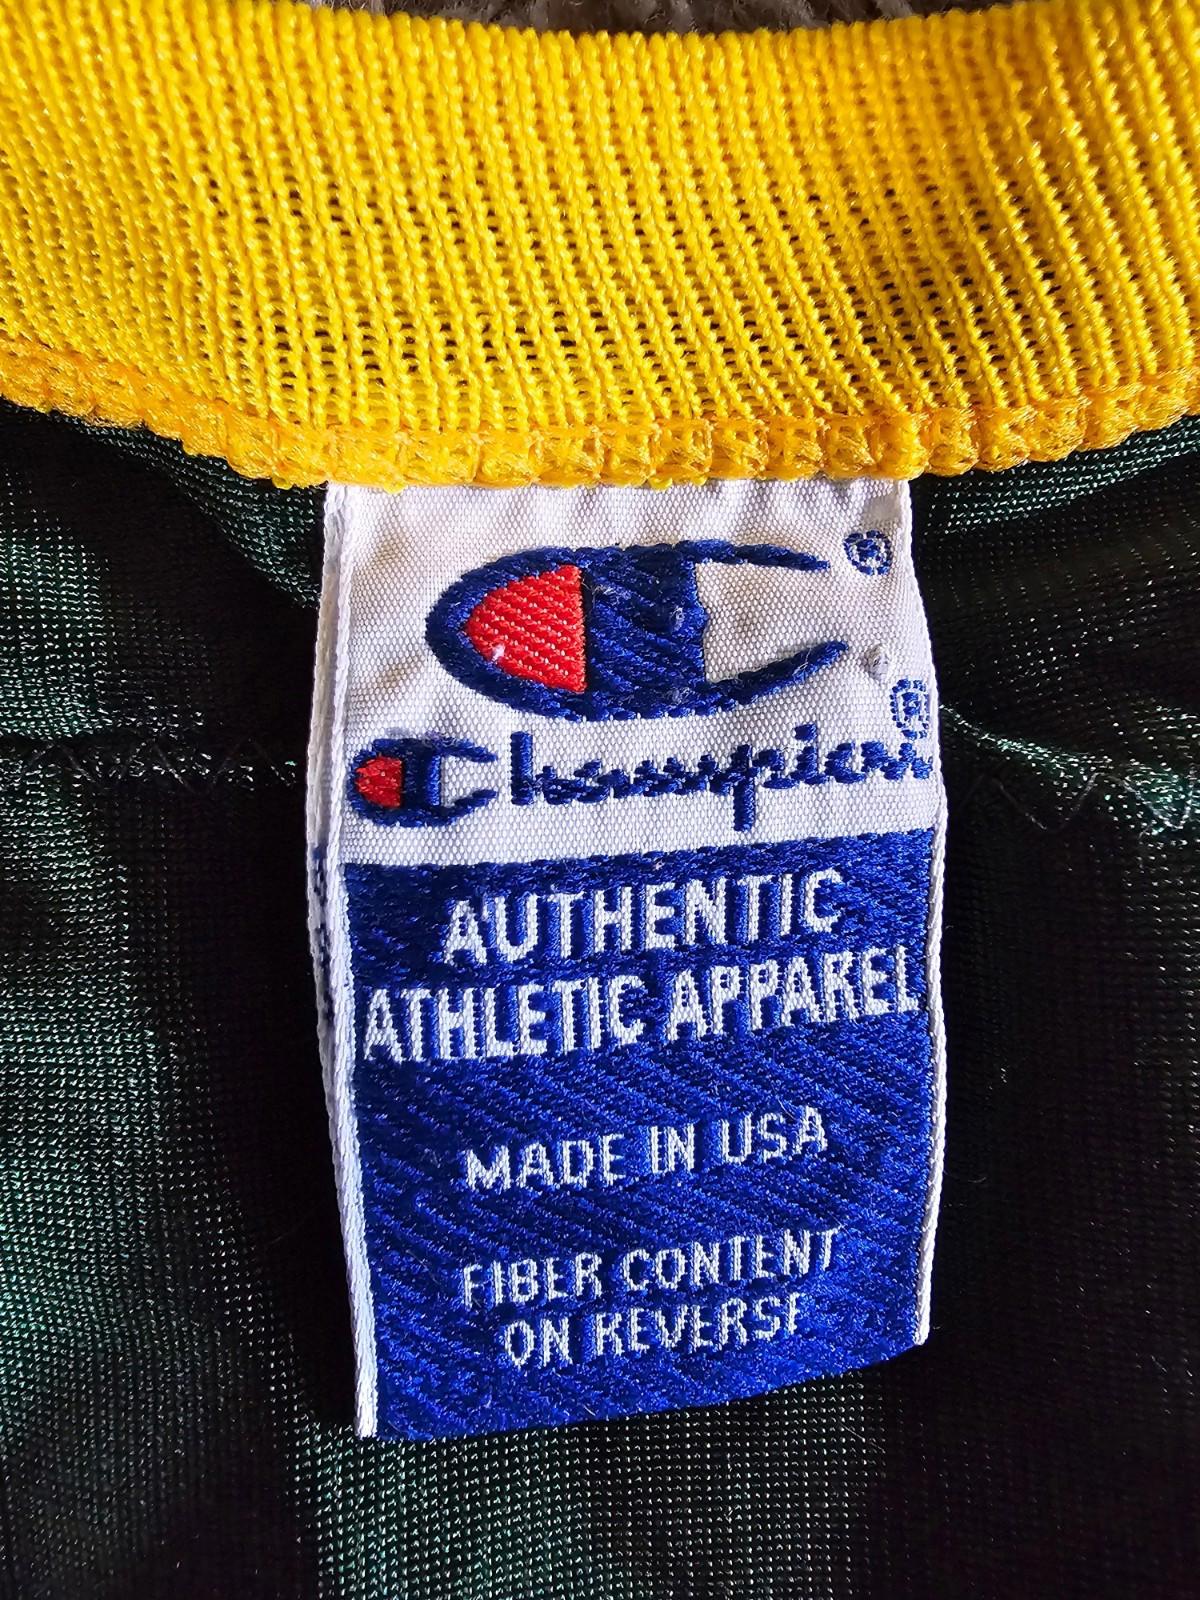 ®
Champion®
AUTHENTIC
ATHLETIC APPAREL
MADE IN USA
FIBER CONTENT
ON REVERSE